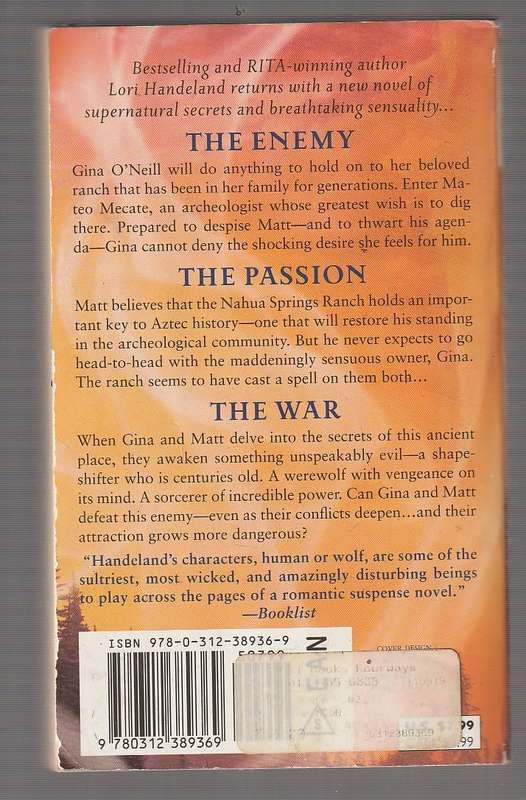 Bestselling and RITA-winning author
Lori Handeland returns with a new novel of
supernatural secrets and breathtaking sensuality...
THE ENEMY
Gina O'Neill will do anything to hold on to her beloved
ranch that has been in her family for generations. Enter Ma-
teo Mecate, an archeologist whose greatest wish is to dig
there. Prepared to despise Matt—and to thwart his agen-
da—Gina cannot deny the shocking desire she feels for him.
THE PASSION
Matt believes that the Nahua Springs Ranch holds an impor-
tant key to Aztec history—one that will restore his standing
in the archeological community. But he never expects to go
head-to-head with the maddeningly sensuous owner, Gina.
The ranch seems to have cast a spell on them both...
THE WAR
When Gina and Matt delve into the secrets of this ancient
place, they awaken something unspeakably evil—a shape-
shifter who is centuries old. A werewolf with vengeance on
its mind. A sorcerer of incredible power. Can Gina and Matt
defeat this enemy—even as their conflicts deepen...and their
attraction grows more dangerous?
"Handeland's characters, human or wolf, are some of the
sultriest, most wicked, and amazingly disturbing beings
to play across the pages of a romantic suspense novel."
—Booklist
ISBN 978-0-312-38936-9
EAN
COVER DESIGN
U.S.
9 780312 389369